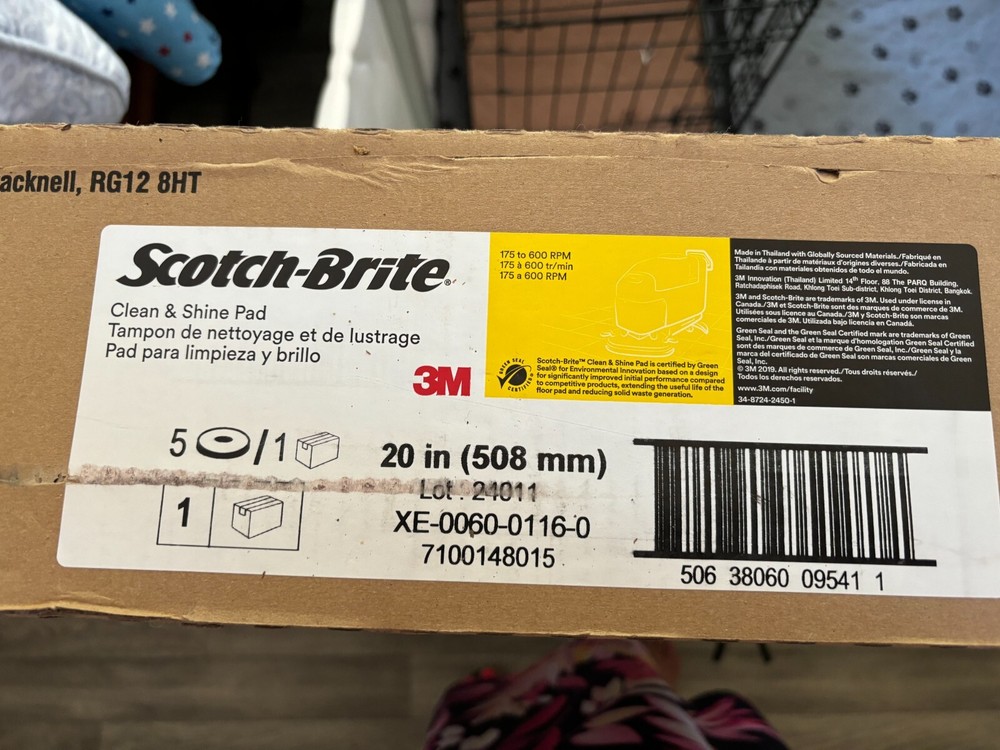 acknell, RG12 8HT
Scotch-Brite®
Clean & Shine Pad
Tampon de nettoyage et de lustrage
Pad para limpieza y brillo
3M
175 to 600 RPM
175 à 600 tr/min
175 a 600 RPM
GREEN SEAL CERTIFIED
Scotch-Brite™ Clean & Shine Pad is certified by Green
Seal® for Environmental Innovation based on a design
for significantly improved initial performance compared
to competitive products, extending the useful life of the
floor pad and reducing solid waste generation.
Made in Thailand with Globally Sourced Materials./Fabriqué en
Thaïlande à partir de matériaux d'origines diverses./Fabricada en
Tailandia con materiales obtenidos de todo el mundo.
3M Innovation (Thailand) Limited 14th Floor, 88 The PARQ Building,
Ratchadaphisek Road, Khlong Toei Sub-district, Khlong Toei District, Bangkok.
3M and Scotch-Brite are trademarks of 3M. Used under license in
Canada./3M et Scotch-Brite sont des marques de commerce de 3M.
Utilisées sous licence au Canada./3M y Scotch-Brite son marcas
comerciales de 3M. Utilizada bajo licencia en Canadá.
Green Seal and the Green Seal Certified mark are trademarks of Green
Seal, Inc./Green Seal et la marque d'homologation Green Seal Certified
sont des marques de commerce de Green Seal, Inc./Green Seal y la
marca del certificado de Green Seal son marcas comerciales de Green
Seal, Inc.
© 3M 2019. All rights reserved./Tous droits réservés./
Todos los derechos reservados.
www.3M.com/facility
34-8724-2450-1
5 / 1
1
20 in (508 mm)
Lot : 24011
XE-0060-0116-0
7100148015
506 38060 09541 1